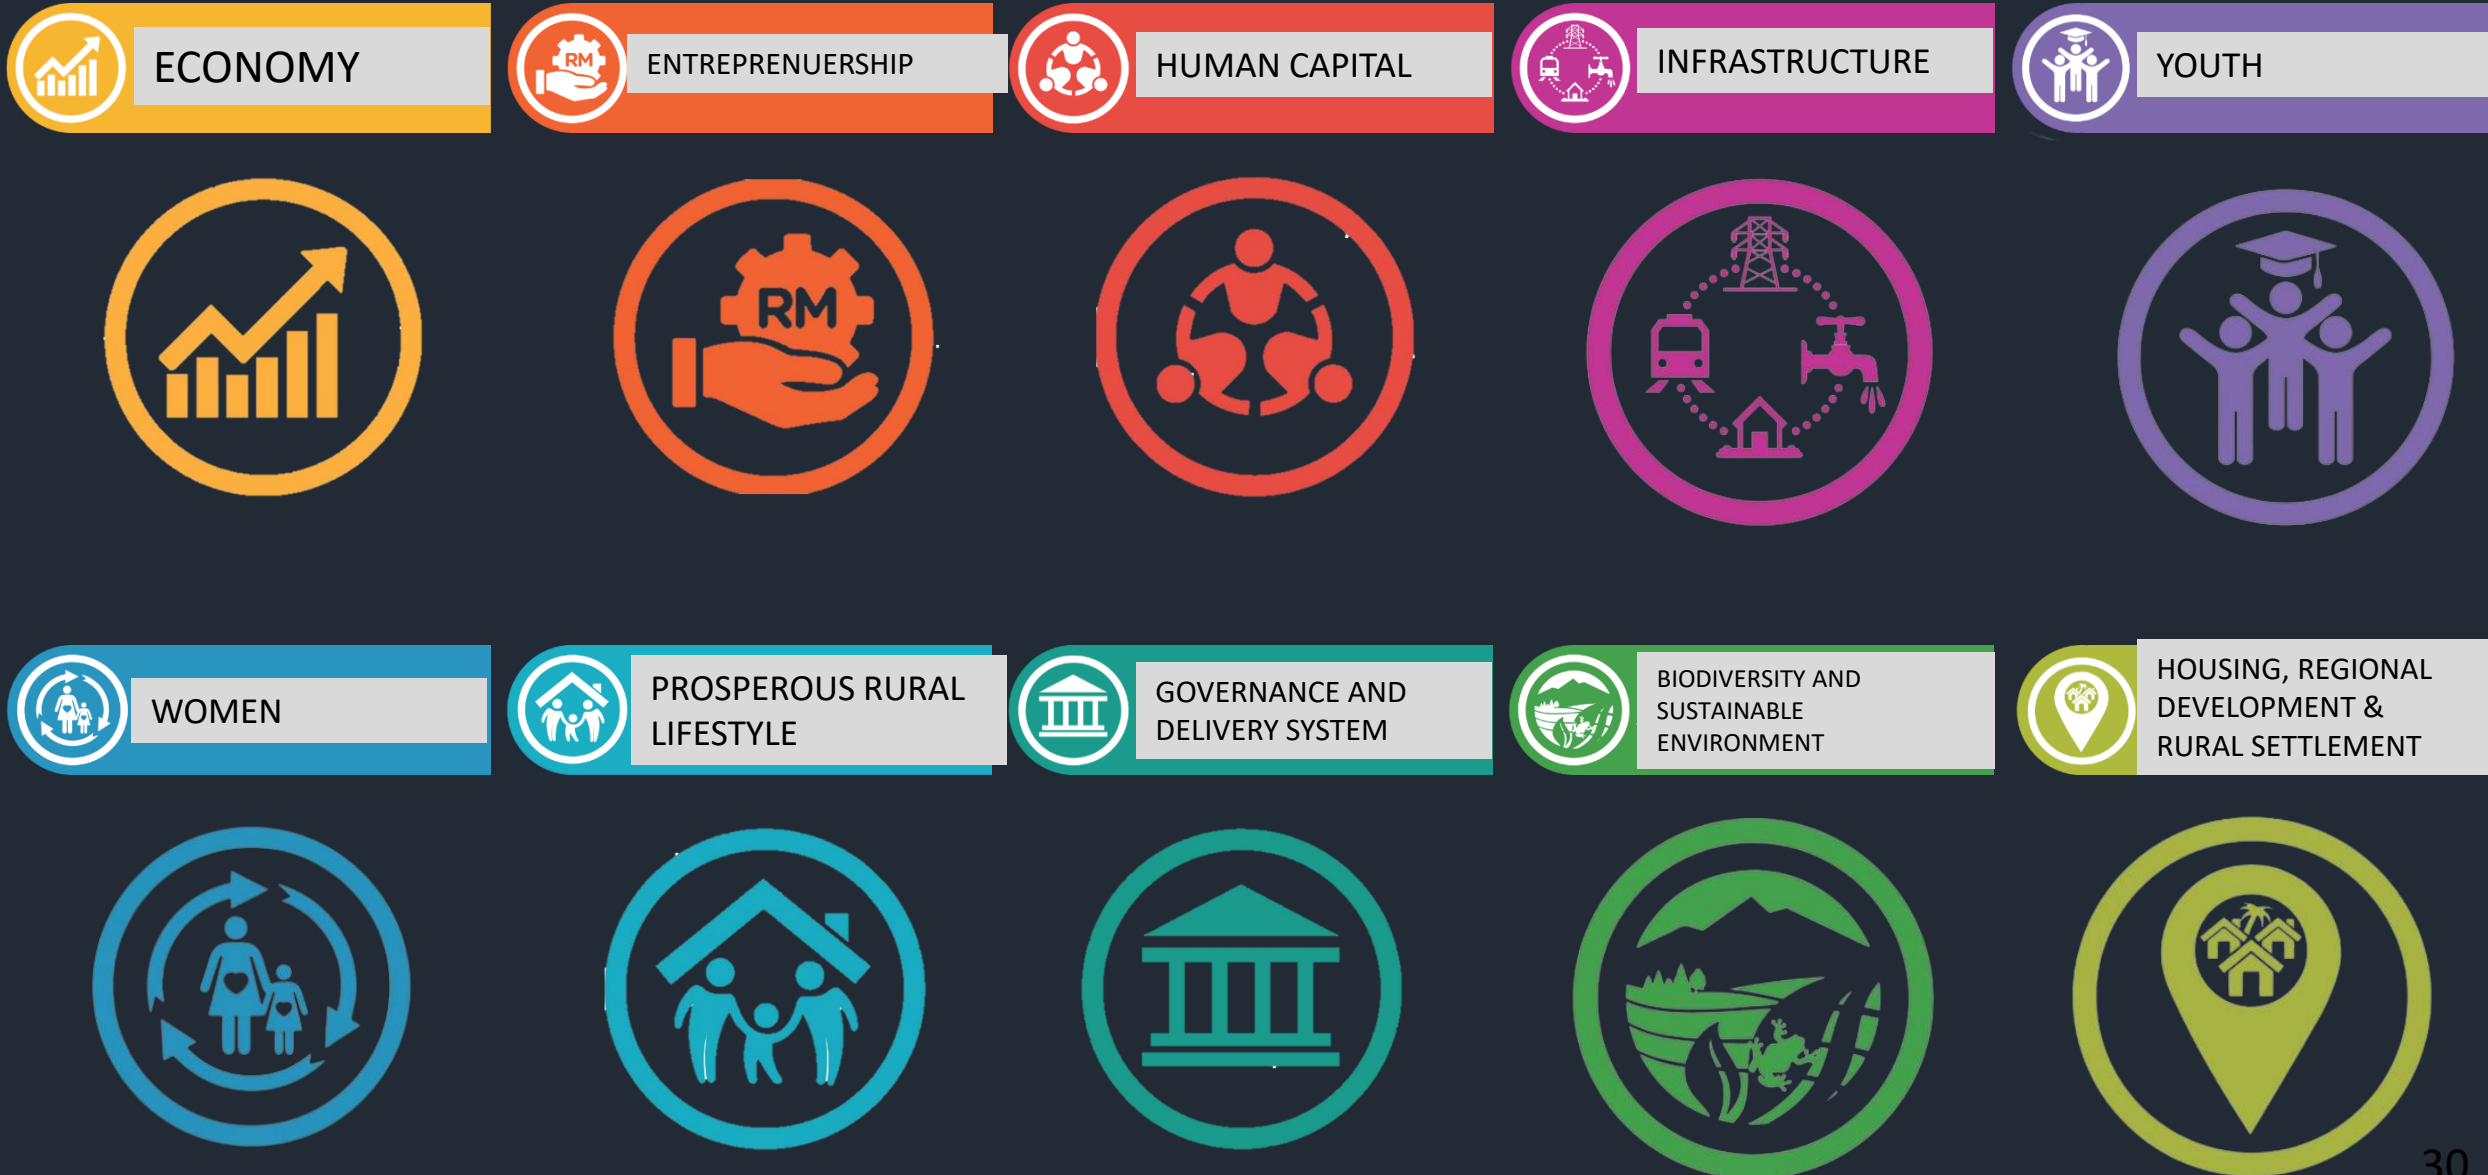 ECONOMY
RM
ENTREPRENUERSHIP
HUMAN CAPITAL
INFRASTRUCTURE
YOUTH
RM
WOMEN
PROSPEROUS RURAL
LIFESTYLE
GOVERNANCE AND
DELIVERY SYSTEM
BIODIVERSITY AND
SUSTAINABLE
ENVIRONMENT
HOUSING, REGIONAL
DEVELOPMENT &
RURAL SETTLEMENT
30